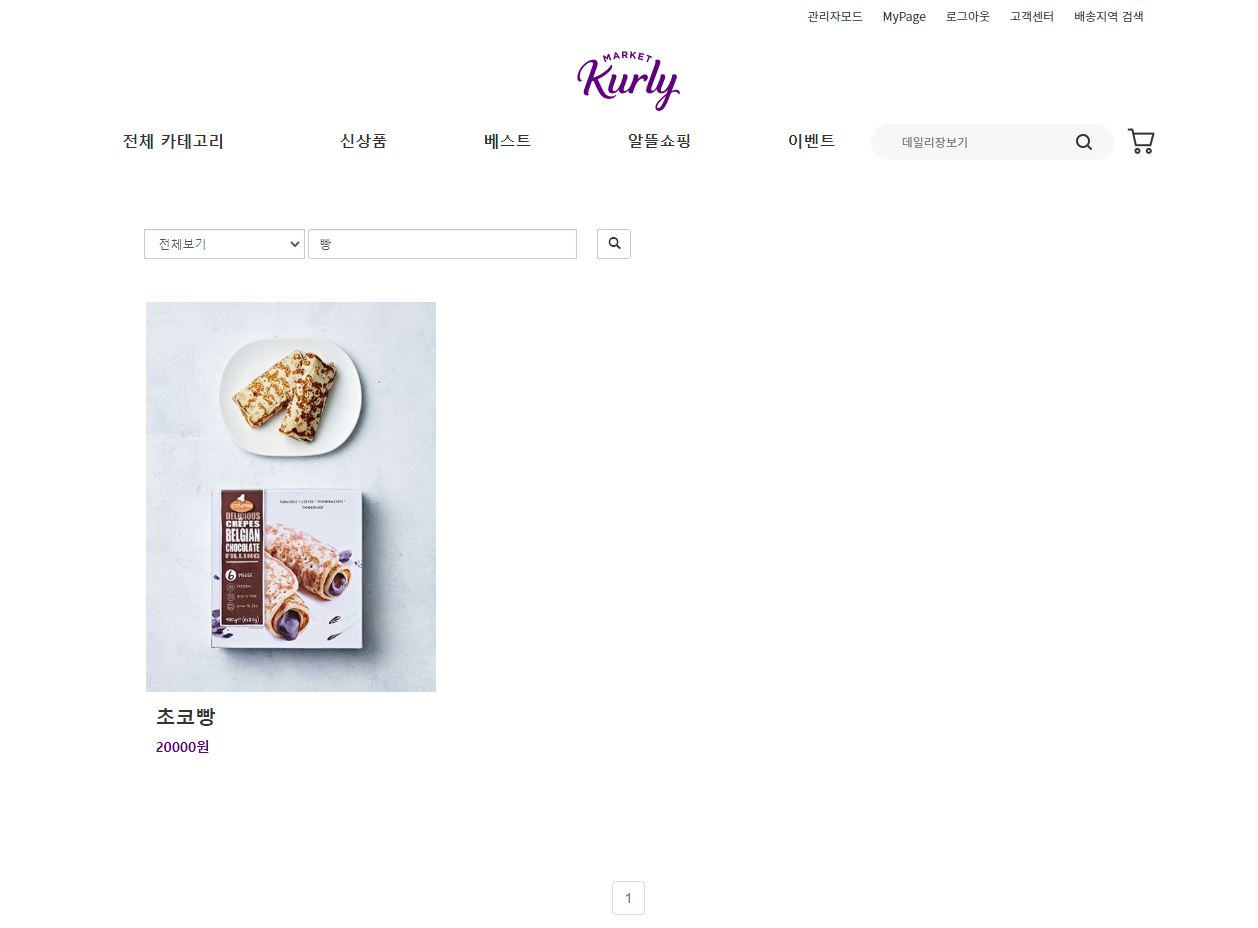 관리자모드 MyPage 로그아웃 고객센터 배송지역 검색
MARKET
Kurly
전체 카테고리 신상품 베스트 알뜰쇼핑 이벤트 데일리장보기
전체보기 빵
DELICIOUS
CRÊPES
BELGIAN
CHOCOLATE
FILLING
6 PIECES
초코빵
20000원
1